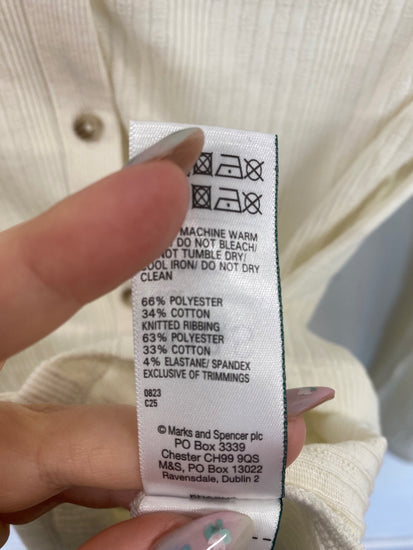 MACHINE WARM
DO NOT BLEACH/
NOT TUMBLE DRY/
COOL IRON/ DO NOT DRY
CLEAN
66% POLYESTER
34% COTTON
KNITTED RIBBING
63% POLYESTER
33% COTTON
4% ELASTANE/ SPANDEX
EXCLUSIVE OF TRIMMINGS
0823
C25
© Marks and Spencer plc
PO Box 3339
Chester CH99 9QS
M&S, PO Box 13022
Ravensdale, Dublin 2